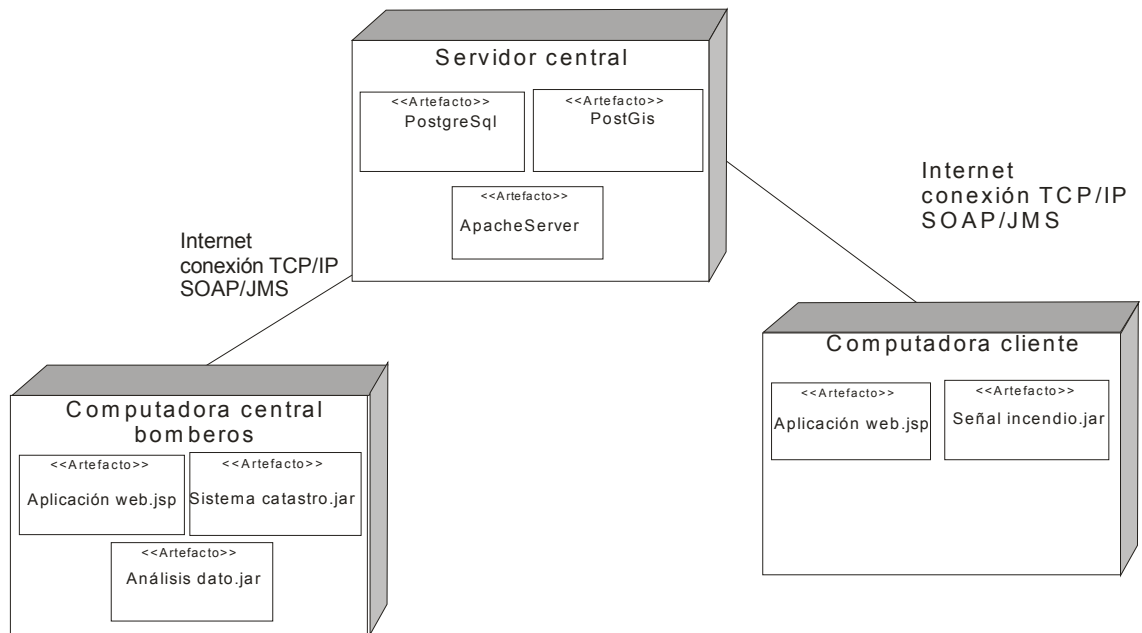 Servidor central
<<Artefacto>>
PostgreSql
<<Artefacto>>
PostGis
<<Artefacto>>
ApacheServer
Internet
conexión TCP/IP
SOAP/JMS
Internet
conexión TCP/IP
SOAP/JMS
Computadora central
bomberos
<<Artefacto>>
Aplicación web.jsp
<<Artefacto>>
Sistema catastro.jar
<<Artefacto>>
Análisis dato.jar
Computadora cliente
<<Artefacto>>
Aplicación web.jsp
<<Artefacto>>
Señal incendio.jar